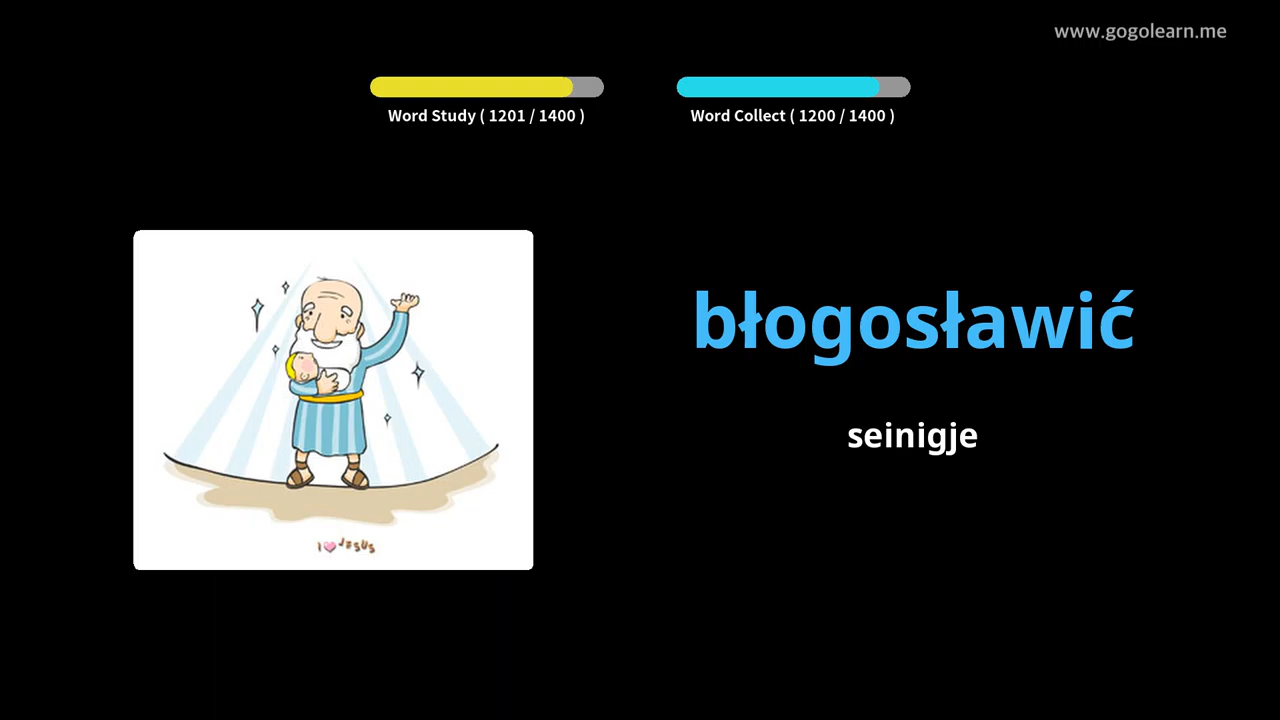 www.gogolearn.me
Word Study ( 1201 / 1400 )
Word Collect ( 1200 / 1400 )
błogosławić
seinigje
I JESUS